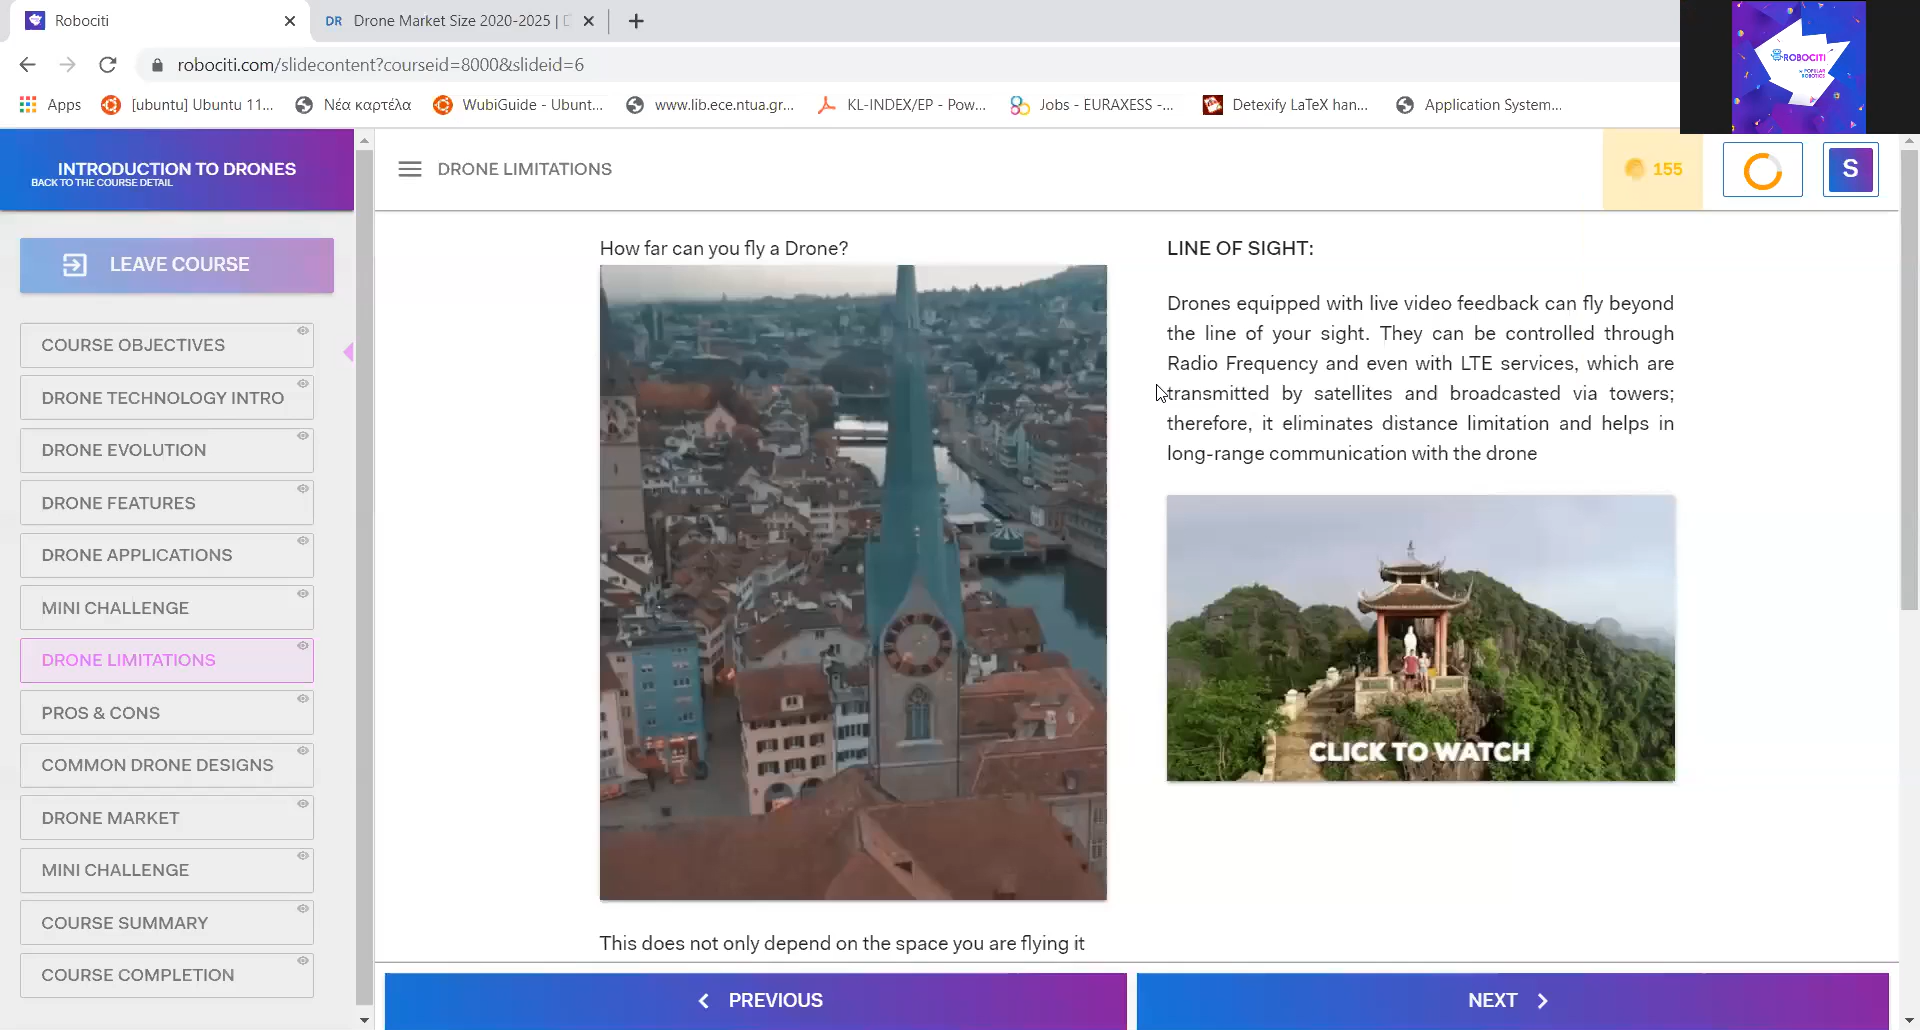 Robociti
DR Drone Market Size 2020-2025 |
robociti.com/slidecontent?courseid=8000&slideid=6
Apps
[ubuntu] Ubuntu 11...
Νέα καρτέλα
WubiGuide - Ubunt...
www.lib.ece.ntua.gr...
KL-INDEX/EP - Pow...
Jobs - EURAXESS -...
Detexify LaTeX han...
Application System...
ROBOCITI
POPULAR
ROBOTICS
INTRODUCTION TO DRONES
BACK TO THE COURSE DETAIL
LEAVE COURSE
COURSE OBJECTIVES
DRONE TECHNOLOGY INTRO
DRONE EVOLUTION
DRONE FEATURES
DRONE APPLICATIONS
MINI CHALLENGE
DRONE LIMITATIONS
PROS & CONS
COMMON DRONE DESIGNS
DRONE MARKET
MINI CHALLENGE
COURSE SUMMARY
COURSE COMPLETION
DRONE LIMITATIONS
155
S
How far can you fly a Drone?
This does not only depend on the space you are flying it
LINE OF SIGHT:
Drones equipped with live video feedback can fly beyond
the line of your sight. They can be controlled through
Radio Frequency and even with LTE services, which are
transmitted by satellites and broadcasted via towers;
therefore, it eliminates distance limitation and helps in
long-range communication with the drone
CLICK TO WATCH
PREVIOUS
NEXT